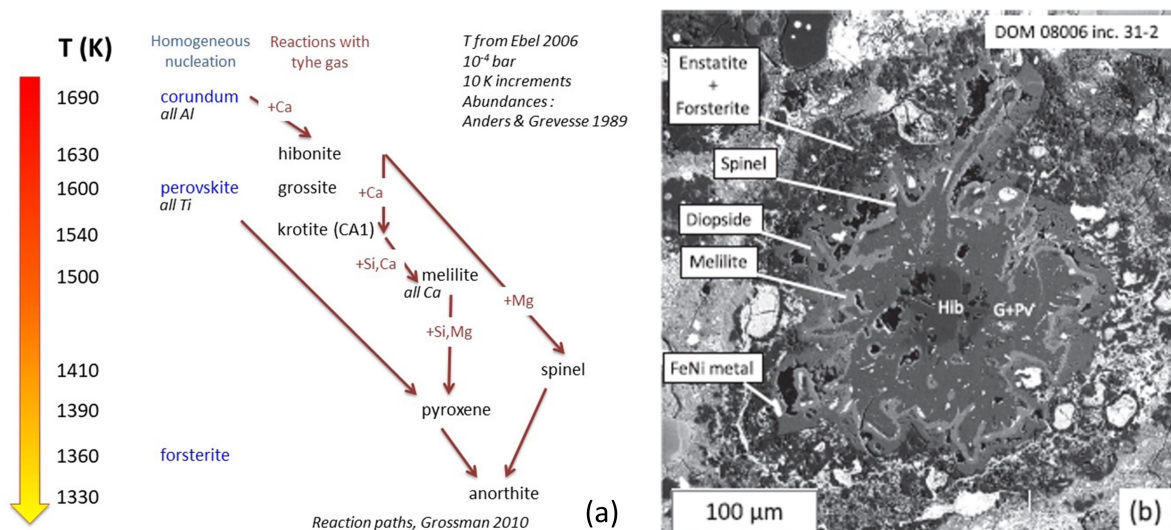 T (K)
Homogeneous
nucleation
Reactions with
tyhe gas
T from Ebel 2006
10⁻⁴ bar
10 K increments
Abundances :
Anders & Grevesse 1989
1690
corundum
all Al
+Ca
1630
hibonite
1600
perovskite
all Ti
grossite
+Ca
1540
krotite (CA1)
+Si,Ca
1500
melilite
all Ca
+Mg
+Si,Mg
1410
spinel
1390
pyroxene
1360
forsterite
1330
anorthite
Reaction paths, Grossman 2010
(a)
DOM 08006 inc. 31-2
Enstatite
+
Forsterite
Spinel
Diopside
Melilite
Hib
G+Pv
FeNi metal
100 µm
(b)